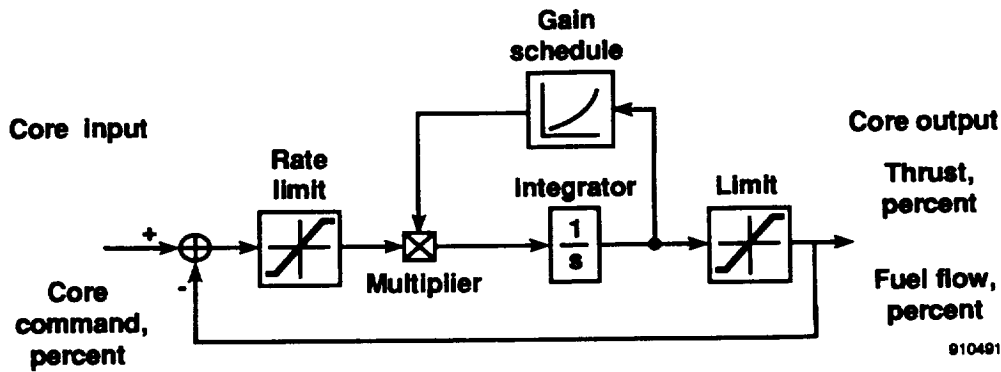 Gain
schedule
Core input
Core output
Rate
limit
Integrator
Limit
Thrust,
percent
+
1
s
Multiplier
-
Core
command,
percent
Fuel flow,
percent
910491